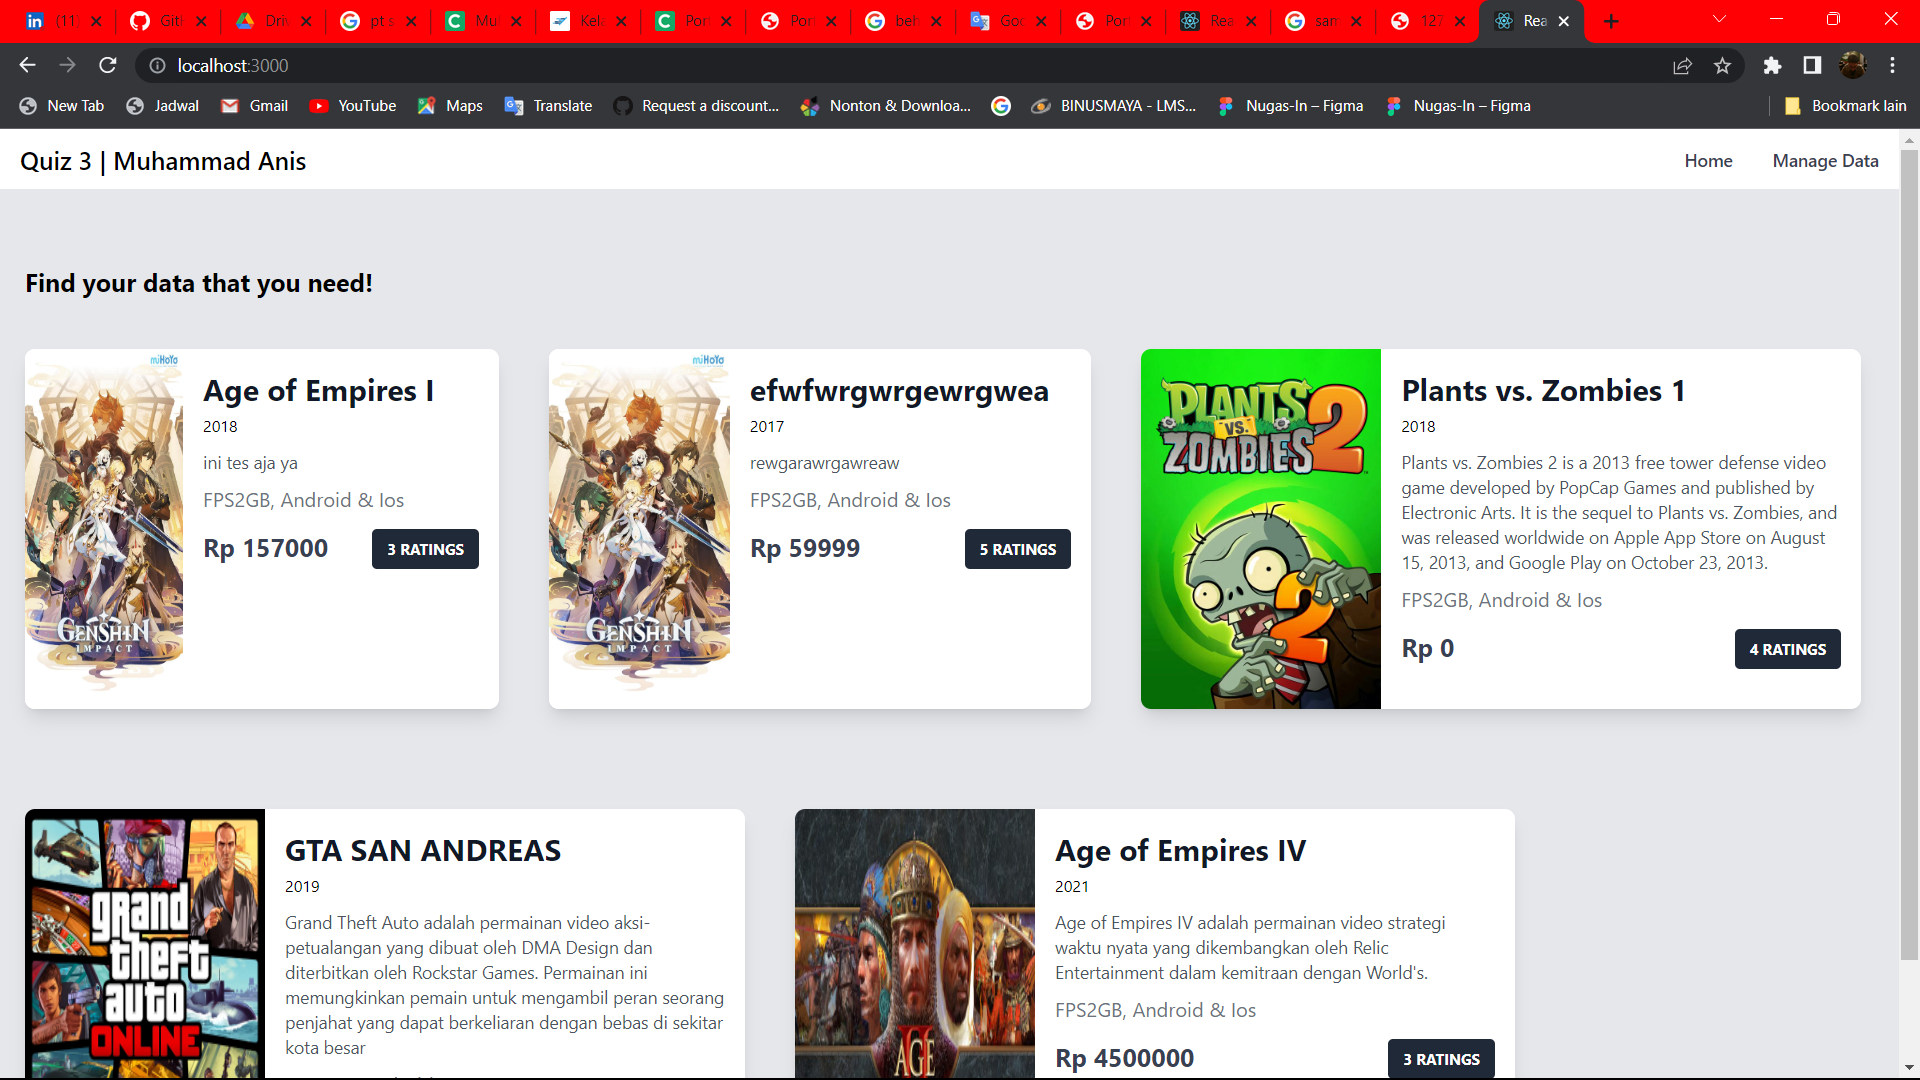 (11) Gitl Driv pt s Mul Kela Port Port beh Goo Port Rea sam 127. Rea
localhost:3000
New Tab Jadwal Gmail YouTube Maps Translate Request a discount... Nonton & Downloa... BINUSMAYA - LMS... Nugas-In – Figma Nugas-In – Figma Bookmark lain
Quiz 3 | Muhammad Anis
Home Manage Data
Find your data that you need!
miHoYo
GENSHIN
IMPACT
Age of Empires I
2018
ini tes aja ya
FPS2GB, Android & Ios
Rp 157000
3 RATINGS
miHoYo
GENSHIN
IMPACT
efwfwrgwrgewrgwea
2017
rewgarawrgawreaw
FPS2GB, Android & Ios
Rp 59999
5 RATINGS
PLANTS
VS.
ZOMBIES 2
2
Plants vs. Zombies 1
2018
Plants vs. Zombies 2 is a 2013 free tower defense video
game developed by PopCap Games and published by
Electronic Arts. It is the sequel to Plants vs. Zombies, and
was released worldwide on Apple App Store on August
15, 2013, and Google Play on October 23, 2013.
FPS2GB, Android & Ios
Rp 0
4 RATINGS
grand
theft
auto
ONLINE
GTA SAN ANDREAS
2019
Grand Theft Auto adalah permainan video aksi-
petualangan yang dibuat oleh DMA Design dan
diterbitkan oleh Rockstar Games. Permainan ini
memungkinkan pemain untuk mengambil peran seorang
penjahat yang dapat berkeliaran dengan bebas di sekitar
kota besar
AGE
Age of Empires IV
2021
Age of Empires IV adalah permainan video strategi
waktu nyata yang dikembangkan oleh Relic
Entertainment dalam kemitraan dengan World's.
FPS2GB, Android & Ios
Rp 4500000
3 RATINGS